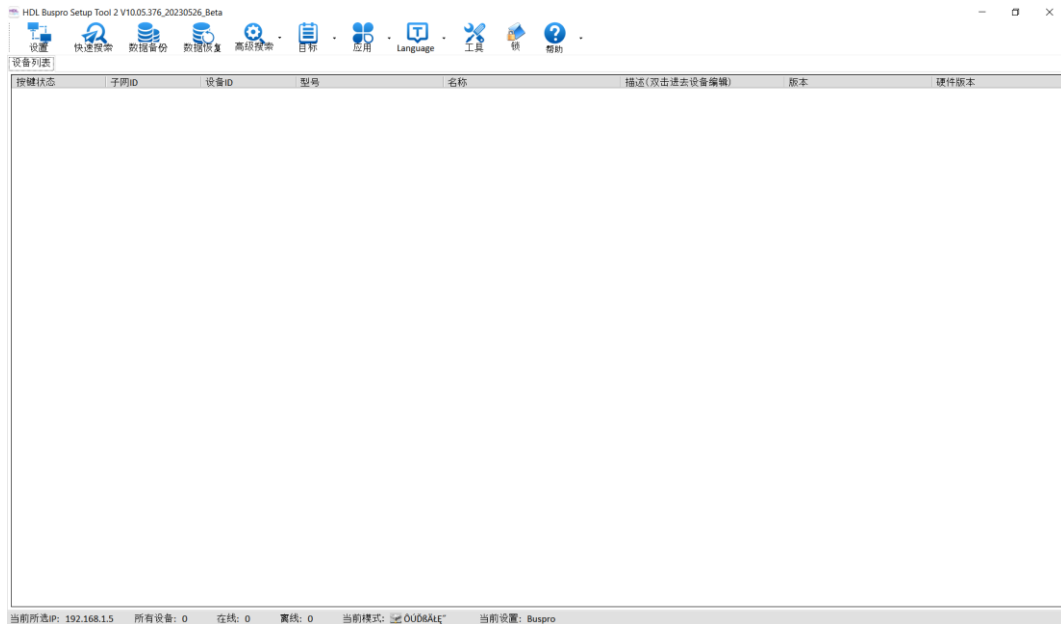 HDL Buspro Setup Tool 2 V10.05.376_20230526_Beta
设置 快速搜索 数据备份 数据恢复 高级搜索 目标 应用 Language 工具 锁 帮助
设备列表
按键状态 子网ID 设备ID 型号 名称 描述(双击进去设备编辑) 版本 硬件版本
当前所选IP: 192.168.1.5 所有设备: 0 在线: 0 离线: 0 当前模式: 当前设置: Buspro